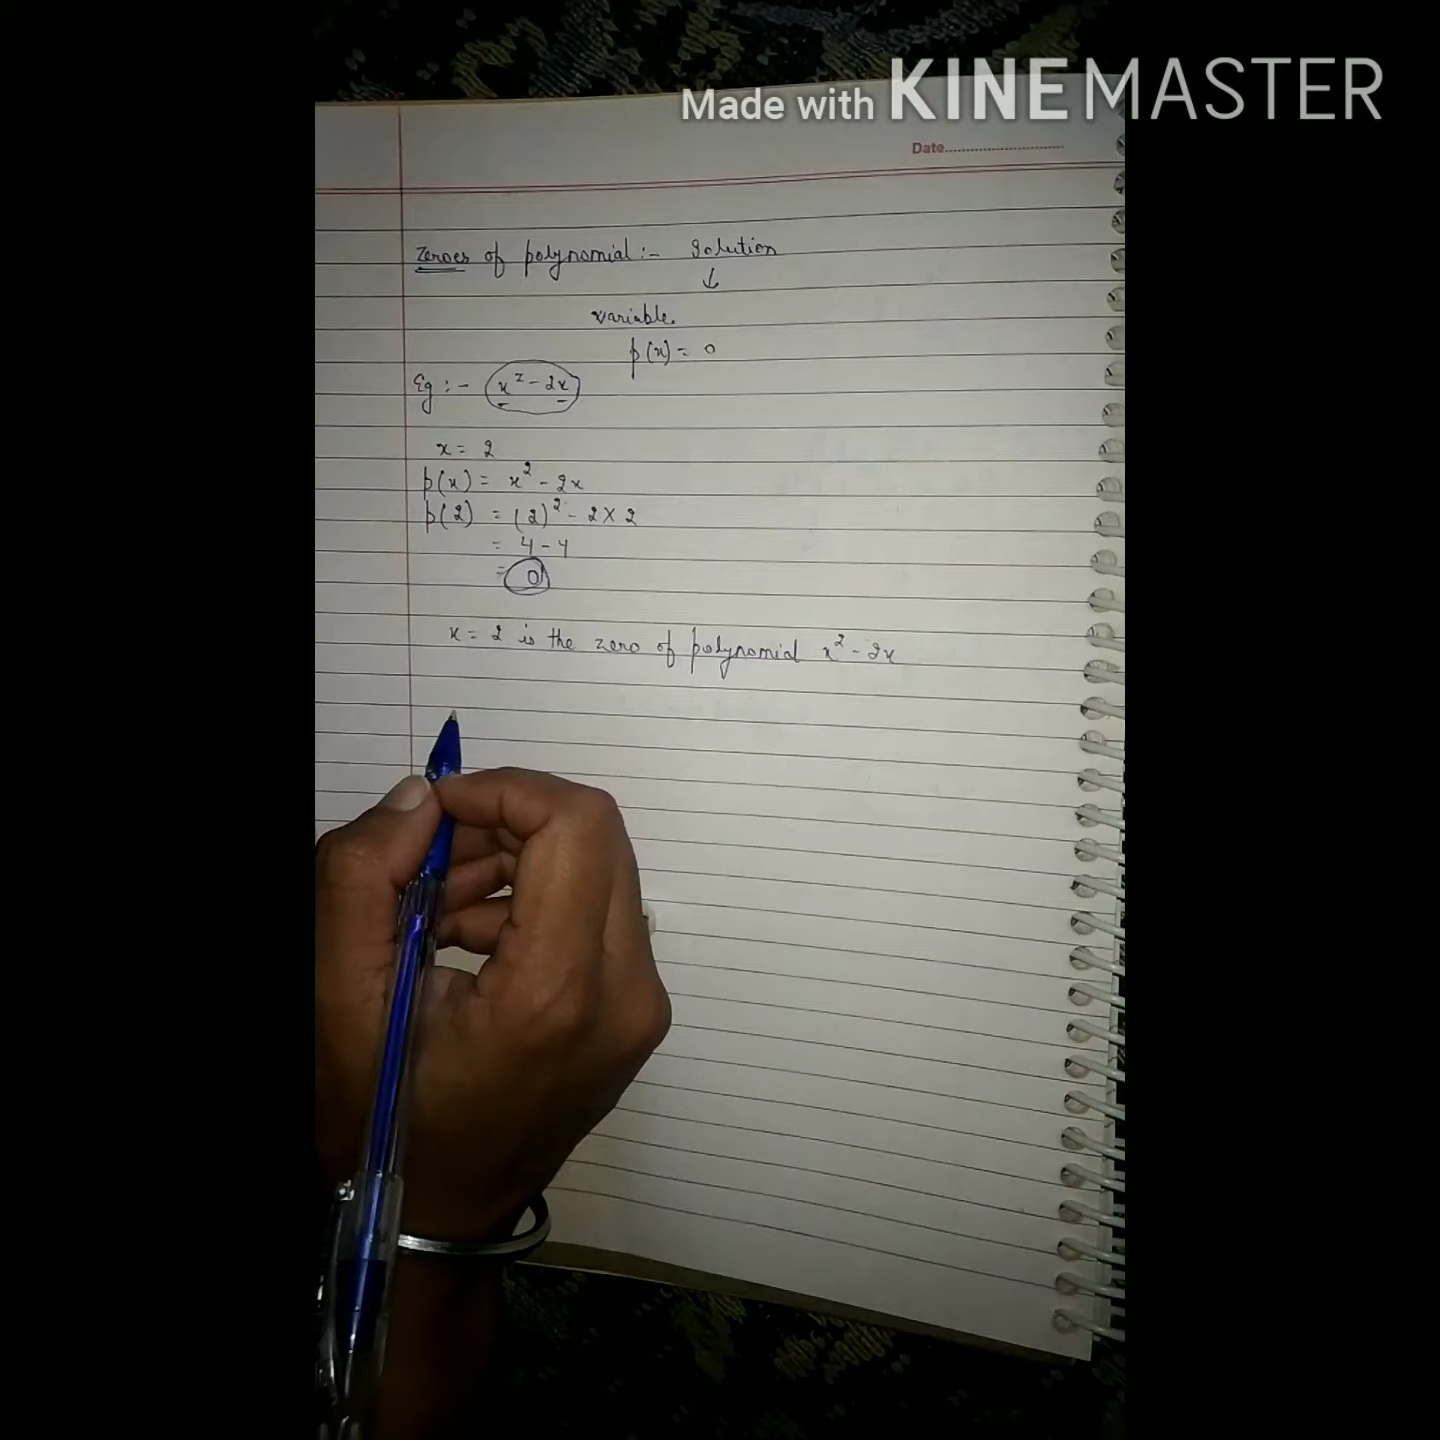 Made with KINEMASTER
Date
Zeroes of polynomial :- Solution
↓
variable.
p(x) = 0
Eg :- x² - 2x
x = 2
p(x) = x² - 2x
p(2) = (2)² - 2 × 2
= 4 - 4
= 0
x = 2 is the zero of polynomial x² - 2x